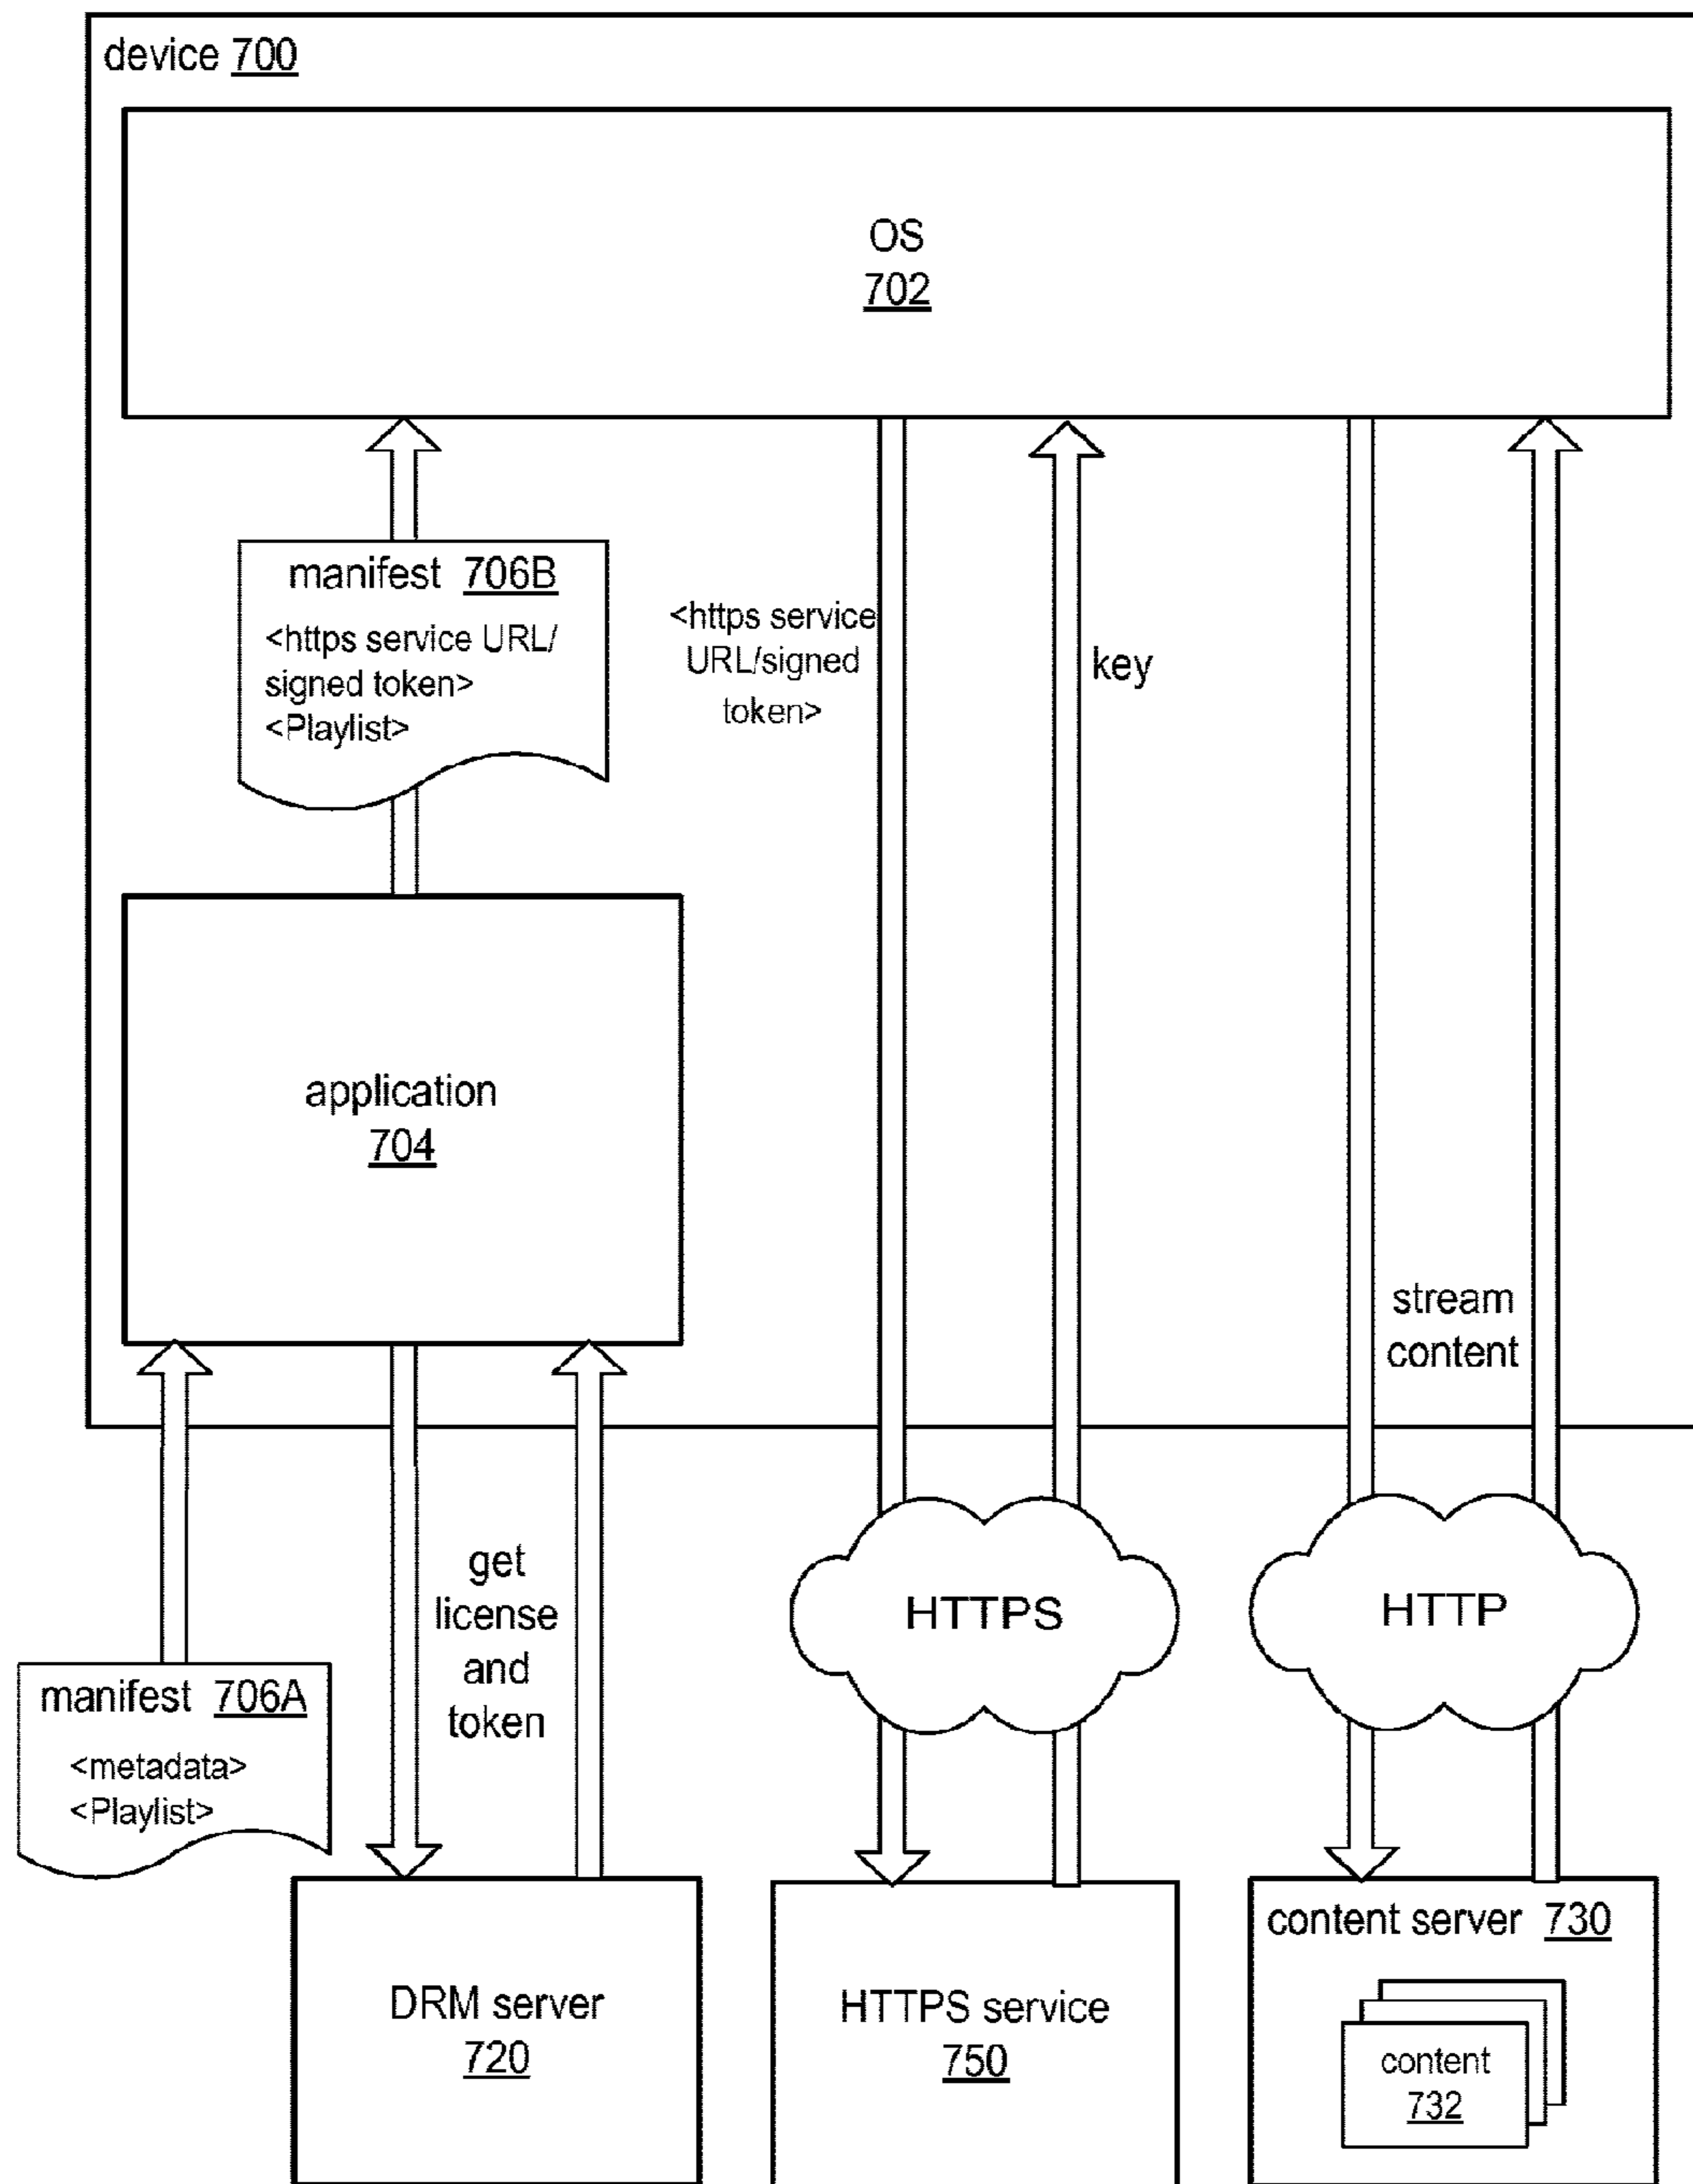 device 700
OS
702
manifest 706B
<https service URL/
signed token>
<Playlist>
<https service
URL/signed
token>
key
application
704
stream
content
get
license
and
token
HTTPS
HTTP
manifest 706A
<metadata>
<Playlist>
DRM server
720
HTTPS service
750
content server 730
content
732